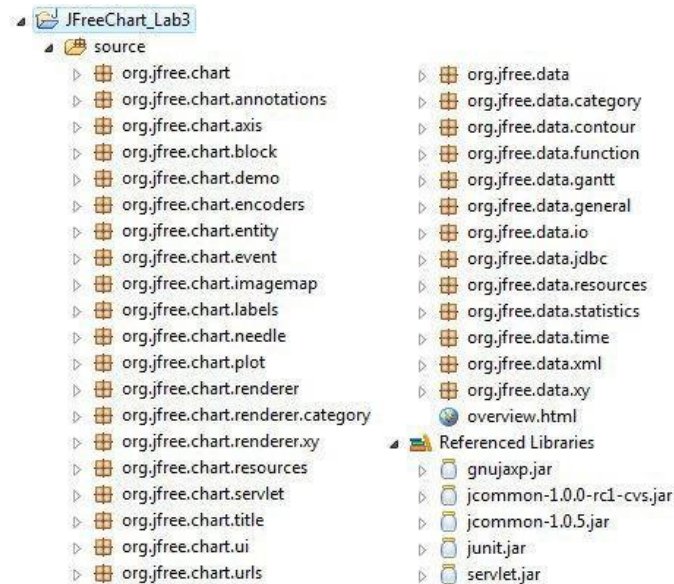 JFreeChart_Lab3
source
org.jfree.chart
org.jfree.chart.annotations
org.jfree.chart.axis
org.jfree.chart.block
org.jfree.chart.demo
org.jfree.chart.encoders
org.jfree.chart.entity
org.jfree.chart.event
org.jfree.chart.imagemap
org.jfree.chart.labels
org.jfree.chart.needle
org.jfree.chart.plot
org.jfree.chart.renderer
org.jfree.chart.renderer.category
org.jfree.chart.renderer.xy
org.jfree.chart.resources
org.jfree.chart.servlet
org.jfree.chart.title
org.jfree.chart.ui
org.jfree.chart.urls
org.jfree.data
org.jfree.data.category
org.jfree.data.contour
org.jfree.data.function
org.jfree.data.gantt
org.jfree.data.general
org.jfree.data.io
org.jfree.data.jdbc
org.jfree.data.resources
org.jfree.data.statistics
org.jfree.data.time
org.jfree.data.xml
org.jfree.data.xy
overview.html
Referenced Libraries
gnujaxp.jar
jcommon-1.0.0-rc1-cvs.jar
jcommon-1.0.5.jar
junit.jar
servlet.jar